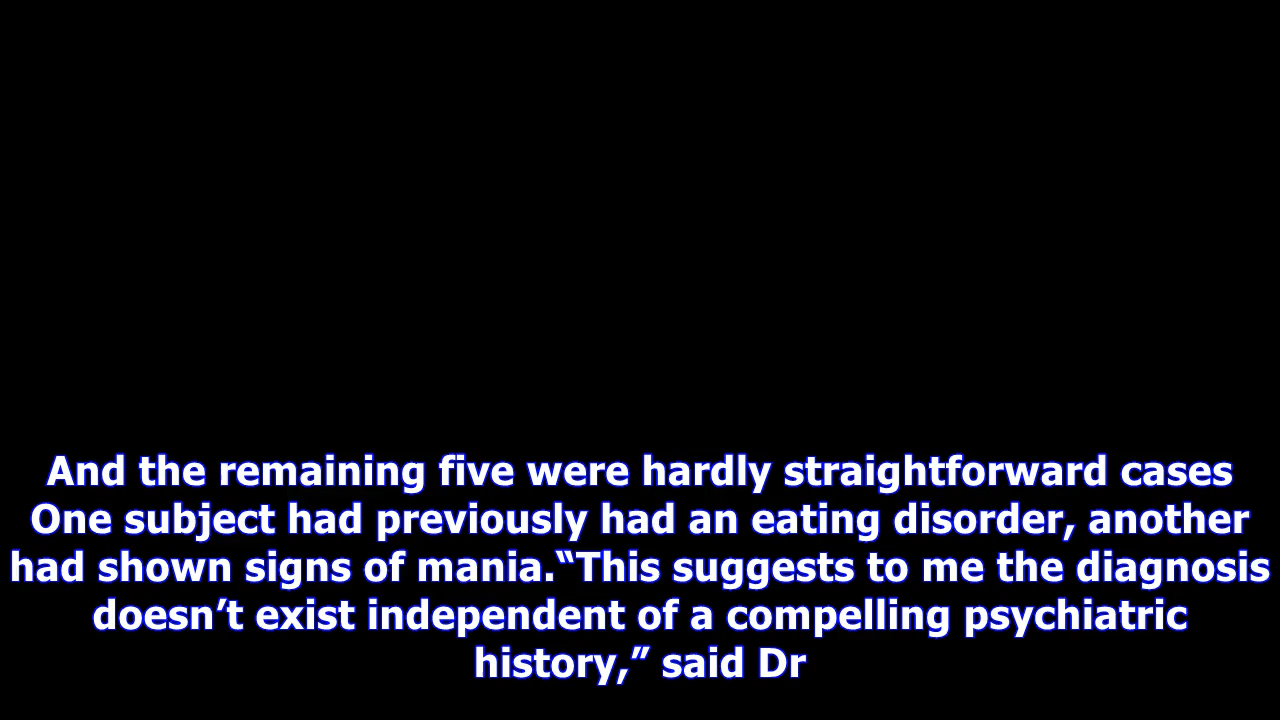 And the remaining five were hardly straightforward cases
One subject had previously had an eating disorder, another
had shown signs of mania.“This suggests to me the diagnosis
doesn’t exist independent of a compelling psychiatric
history,” said Dr